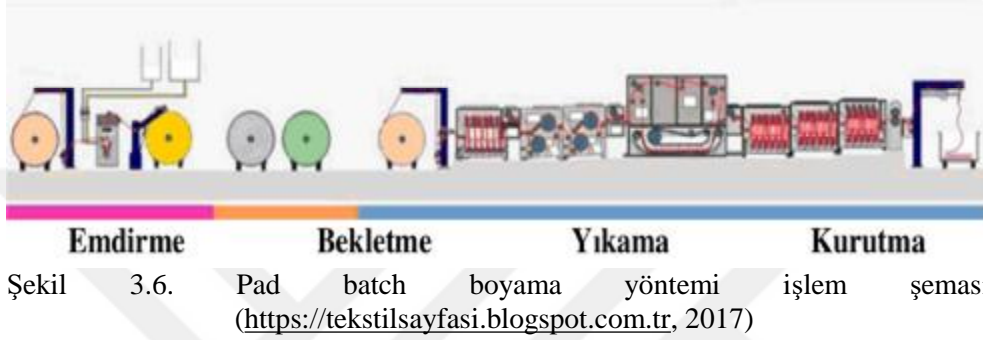 Emdirme Bekletme Yıkama Kurutma
Şekil 3.6. Pad batch boyama yöntemi işlem şeması
(https://tekstilsayfasi.blogspot.com.tr, 2017)